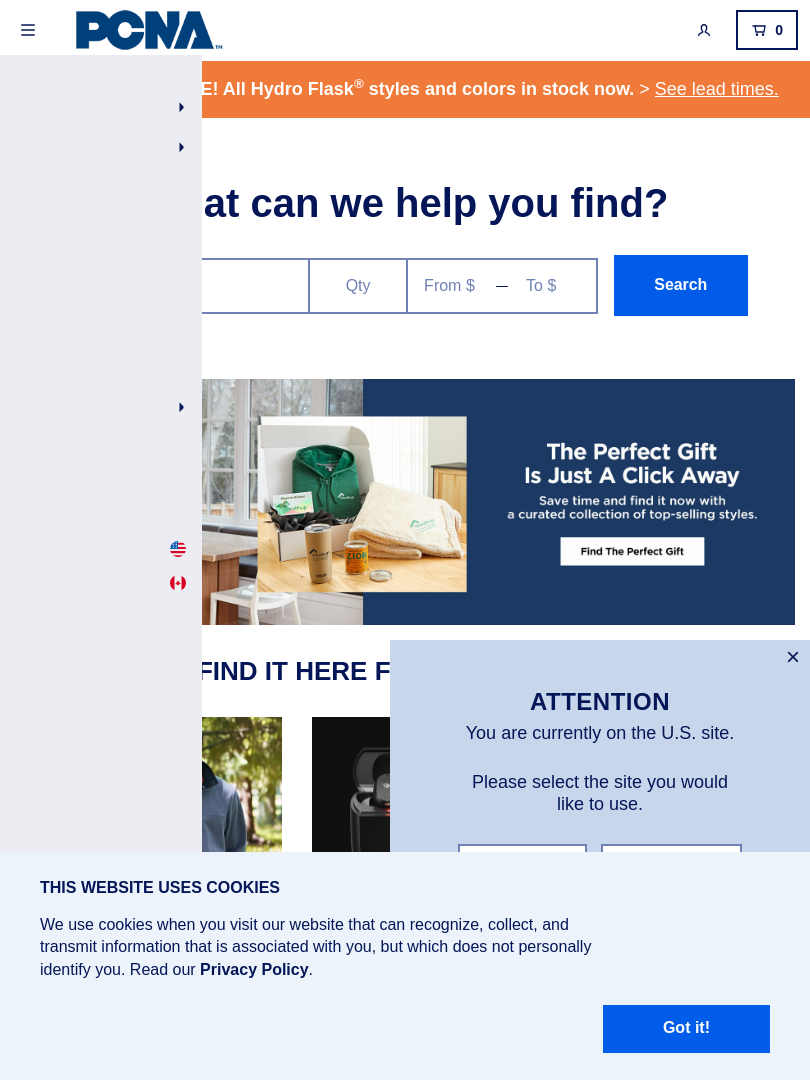 PCNA™
0
E! All Hydro Flask® styles and colors in stock now. > See lead times.
at can we help you find?
Qty
From $ — To $
Search
The Perfect Gift
Is Just A Click Away
Save time and find it now with
a curated collection of top-selling styles.
Find The Perfect Gift
FIND IT HERE F
ATTENTION
You are currently on the U.S. site.
Please select the site you would
like to use.
THIS WEBSITE USES COOKIES
We use cookies when you visit our website that can recognize, collect, and
transmit information that is associated with you, but which does not personally
identify you. Read our Privacy Policy.
Got it!